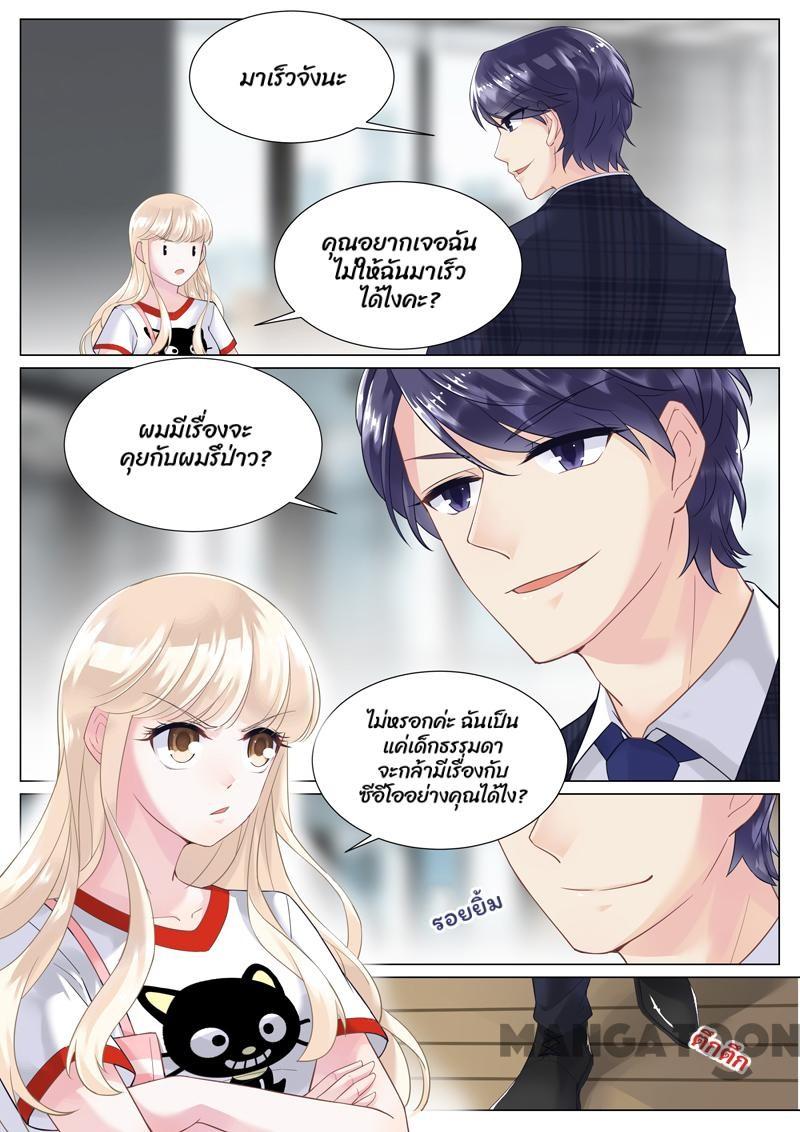 มาเร็วจังนะ
คุณอยากเจอฉัน
ไม่ให้ฉันมาเร็ว
ได้ไงคะ?
ผมมีเรื่องจะ
คุยกับผมรึป่าว?
ไม่หรอกค่ะ ฉันเป็น
แค่เด็กธรรมดา
จะกล้ามีเรื่องกับ
ซีอีโออย่างคุณได้ไง?
รอยยิ้ม
ตึกตึก
MANGATOON